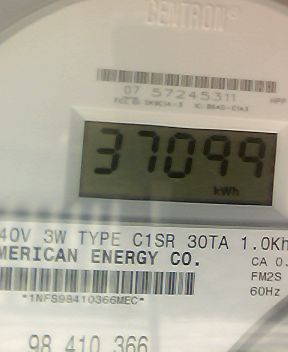 CENTRON®
07 57245311
HPP
37099
kWh
40V 3W TYPE C1SR 30TA 1.0Kh
MERICAN ENERGY CO.
CA 0.
FM2S
*1NFS98410366MEC*
60Hz
98 410 366